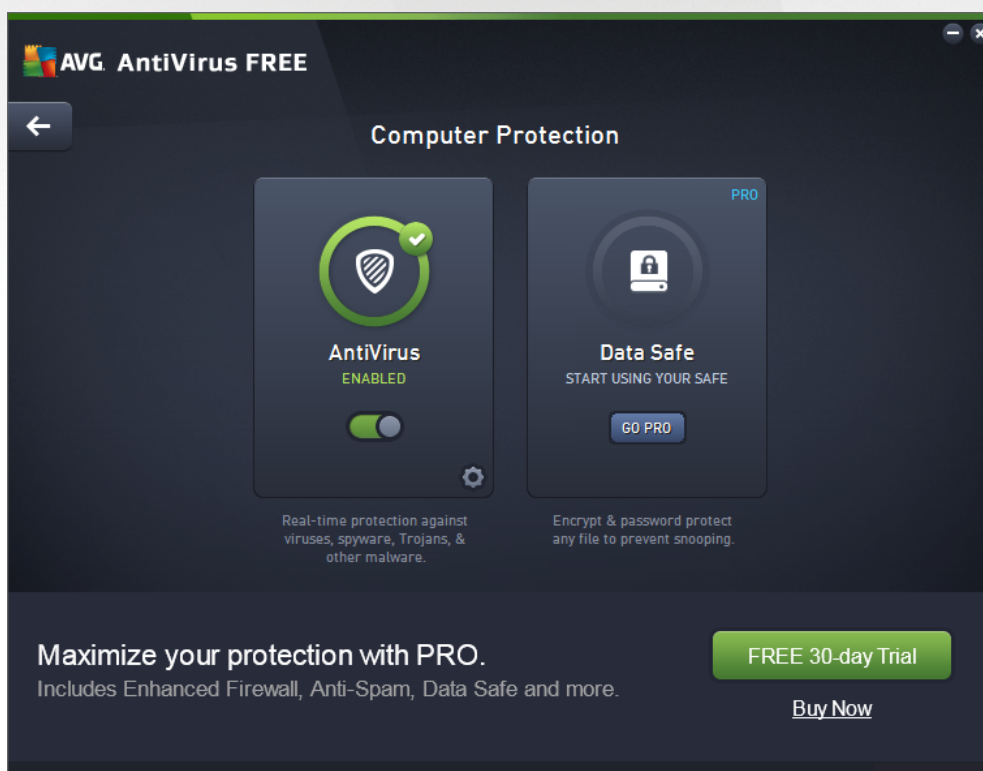 AVG. AntiVirus FREE
Computer Protection
PRO
AntiVirus
ENABLED
Real-time protection against
viruses, spyware, Trojans, &
other malware.
Data Safe
START USING YOUR SAFE
GO PRO
Encrypt & password protect
any file to prevent snooping.
Maximize your protection with PRO.
Includes Enhanced Firewall, Anti-Spam, Data Safe and more.
FREE 30-day Trial
Buy Now